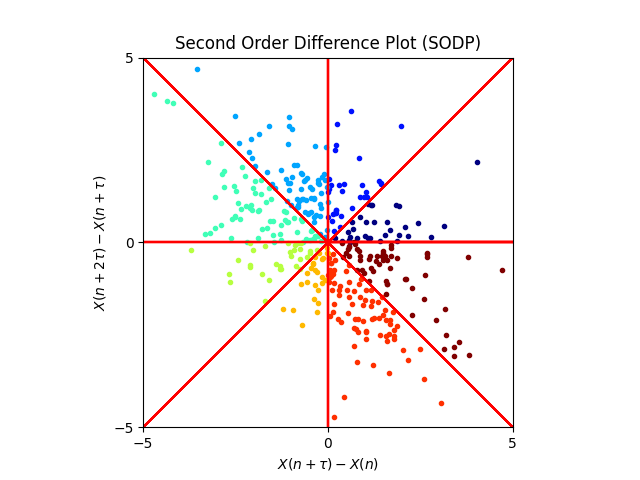 Second Order Difference Plot (SODP)
5
0
−5
X(n + 2τ) − X(n + τ)
−5 0 5
X(n + τ) − X(n)